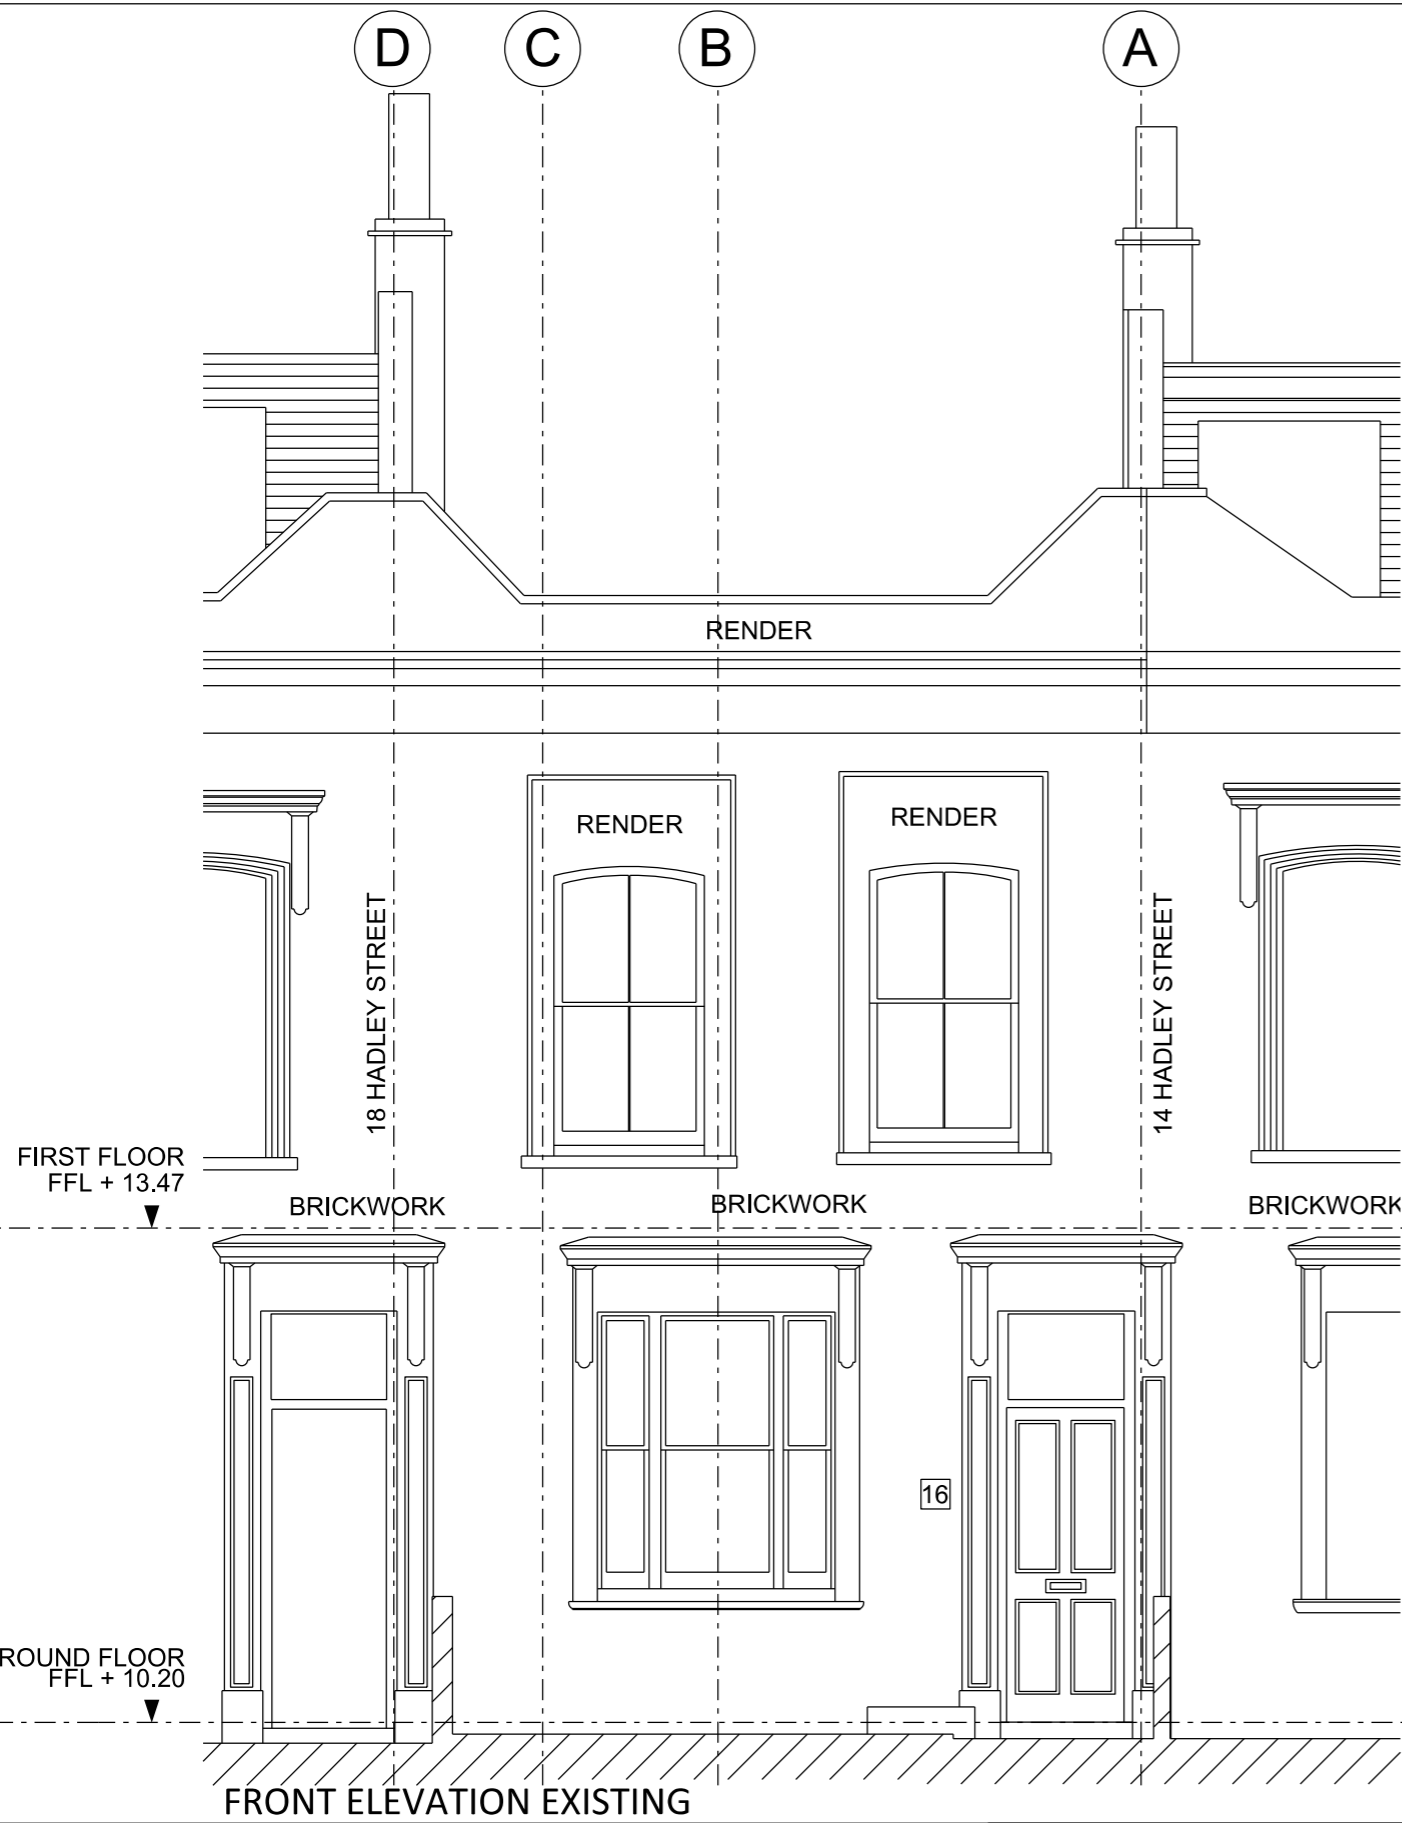 D C B A
RENDER
RENDER RENDER
18 HADLEY STREET
14 HADLEY STREET
FIRST FLOOR
FFL + 13.47
BRICKWORK BRICKWORK BRICKWORK
16
ROUND FLOOR
FFL + 10.20
FRONT ELEVATION EXISTING